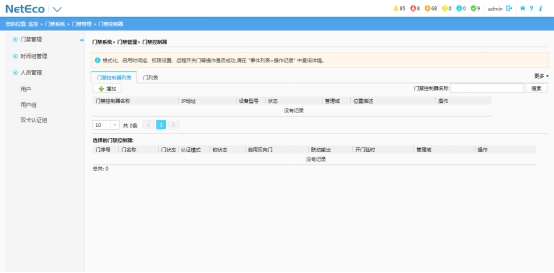 NetEco
85 8 68 0 0 9 admin
您的位置: 监控 > 门禁系统 > 门禁管理 > 门禁控制器
门禁管理
时间组管理
人员管理
用户
用户组
双卡认证组
门禁系统 > 门禁管理 > 门禁控制器
格式化、启用时间组、权限设置、远程开关门等操作是否成功,请在 "事件列表>操作记录" 中查询详细。
门禁控制器列表 门列表 更多
增加 门禁控制器名称 搜索
门禁控制器名称 IP地址 设备型号 状态 管理域 位置描述 操作
没有记录
10 共 0条 < 1 >
选择的门禁控制器:
门序号 门名称 门状态 认证模式 锁状态 启用双向门 联动输出 开门延时 管理域 操作
没有记录
总共: 0